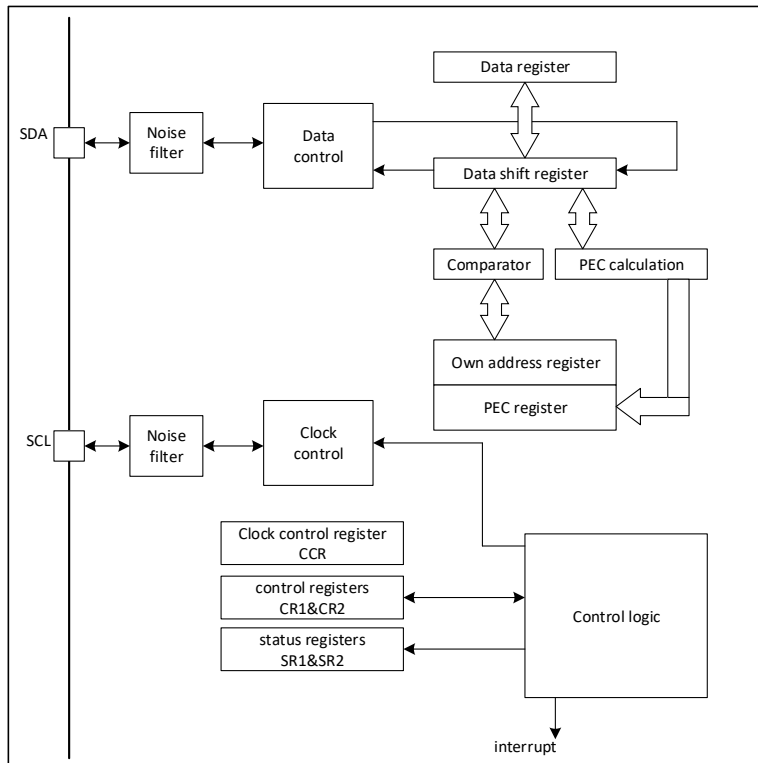 Data register
SDA
Noise
filter
Data
control
Data shift register
Comparator
PEC calculation
Own address register
PEC register
SCL
Noise
filter
Clock
control
Clock control register
CCR
control registers
CR1&CR2
status registers
SR1&SR2
Control logic
interrupt